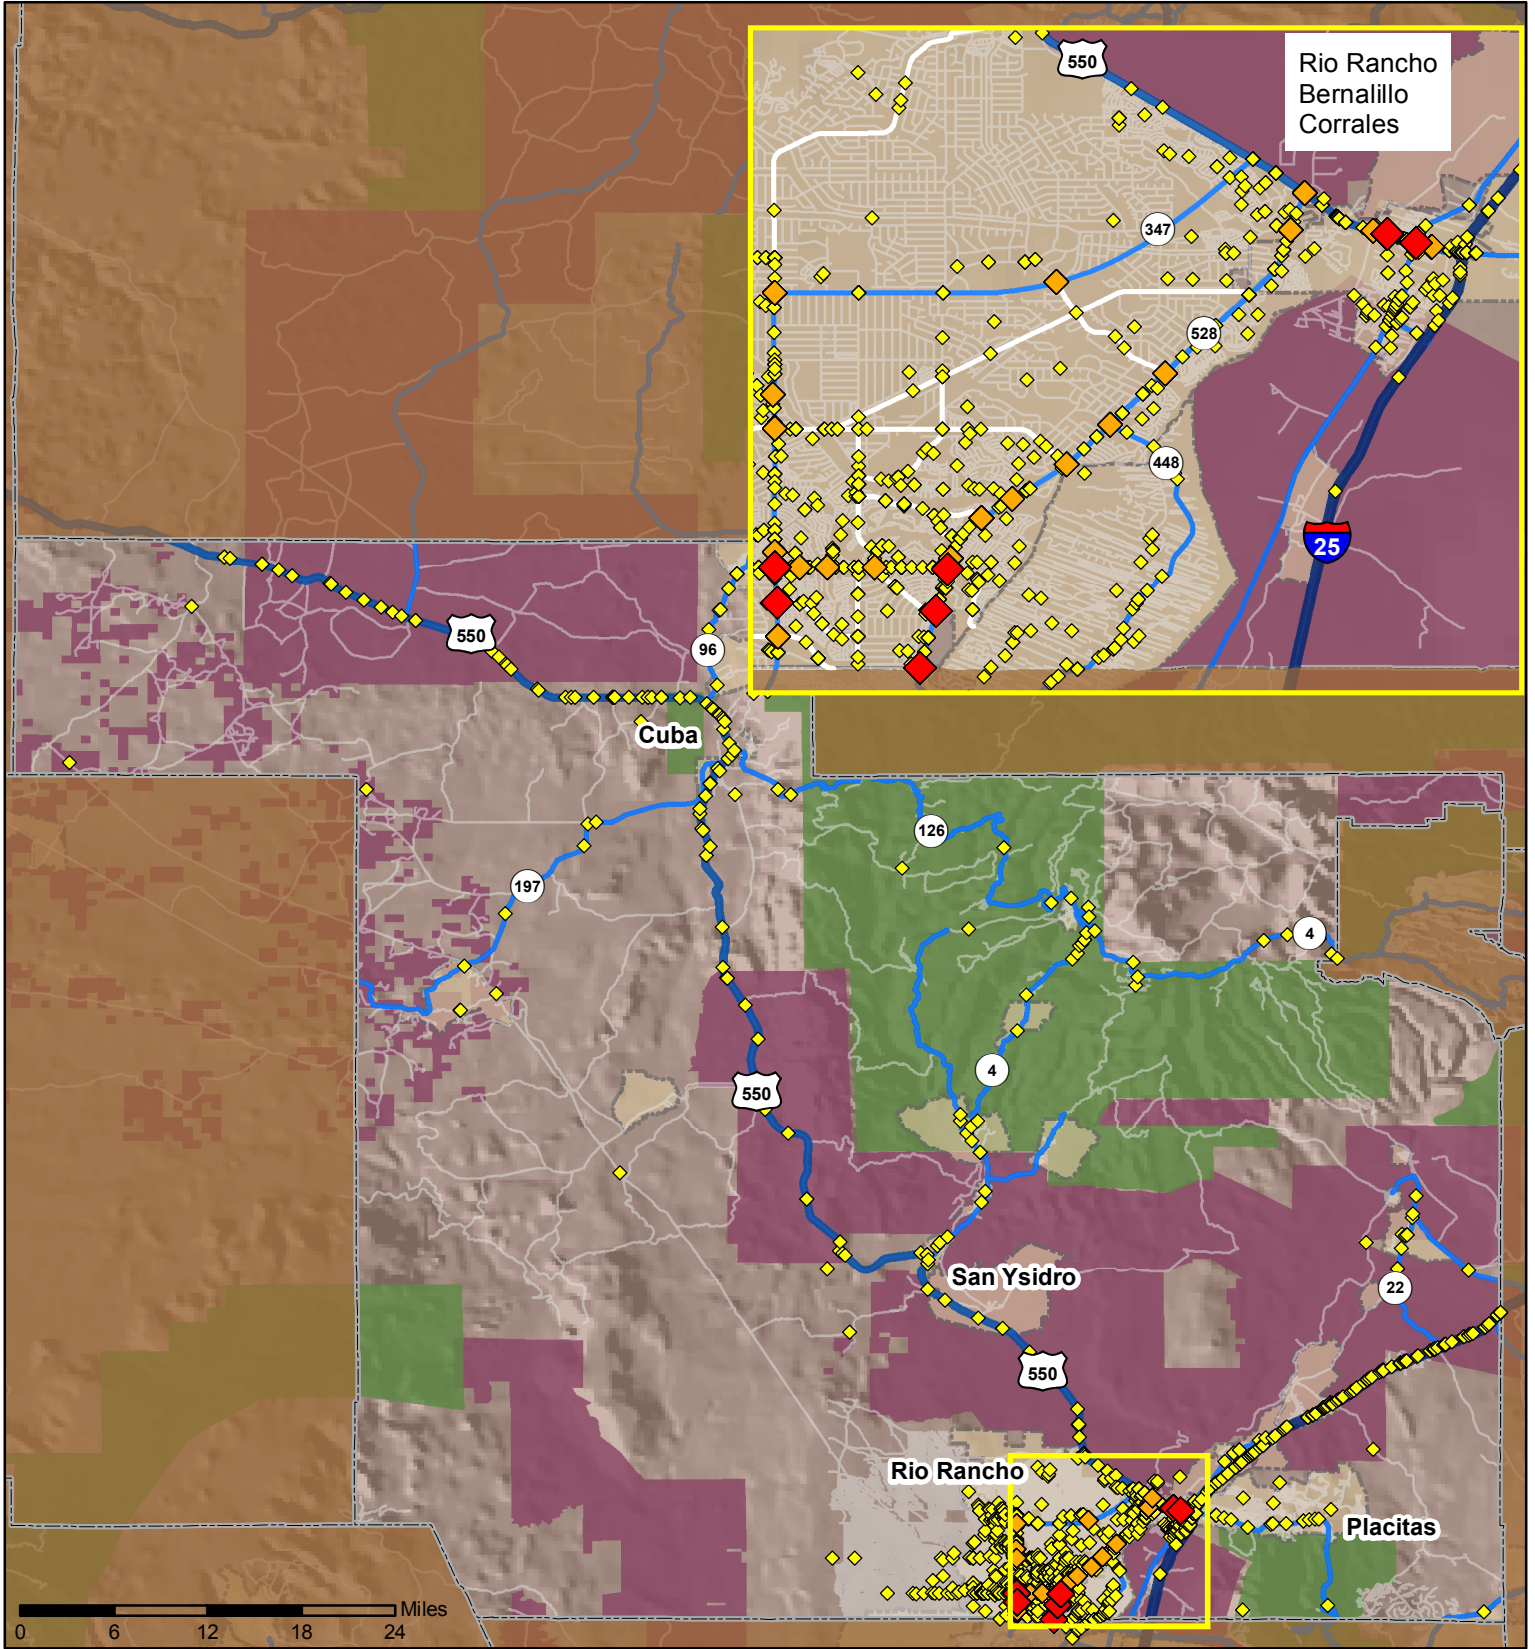 550
Rio Rancho
Bernalillo
Corrales
347
528
448
25
550
96
Cuba
126
197
4
4
550
San Ysidro
22
550
Rio Rancho
Placitas
Miles
0 6 12 18 24